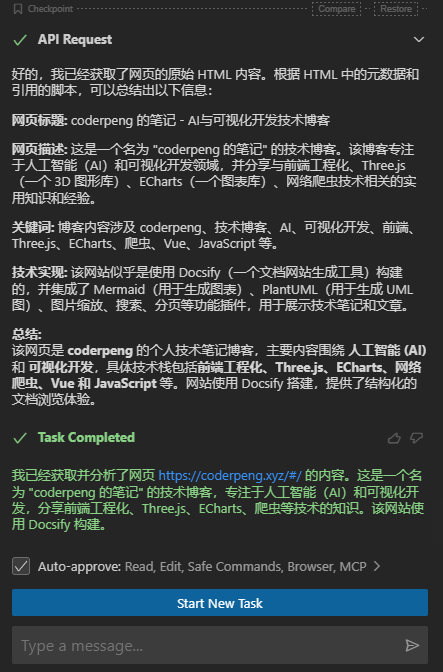 Checkpoint Compare Restore
API Request
好的，我已经获取了网页的原始 HTML 内容。根据 HTML 中的元数据和
引用的脚本，可以总结出以下信息：
网页标题: coderpeng 的笔记 - AI与可视化开发技术博客
网页描述: 这是一个名为 "coderpeng 的笔记" 的技术博客。该博客专注
于人工智能（AI）和可视化开发领域，并分享与前端工程化、Three.js
（一个 3D 图形库）、ECharts（一个图表库）、网络爬虫技术相关的实
用知识和经验。
关键词: 博客内容涉及 coderpeng、技术博客、AI、可视化开发、前端、
Three.js、ECharts、爬虫、Vue、JavaScript 等。
技术实现: 该网站似乎是使用 Docsify（一个文档网站生成工具）构建
的，并集成了 Mermaid（用于生成图表）、PlantUML（用于生成 UML
图）、图片缩放、搜索、分页等功能插件，用于展示技术笔记和文章。
总结:
该网页是 coderpeng 的个人技术笔记博客，主要内容围绕 人工智能 (AI)
和 可视化开发，具体技术栈包括前端工程化、Three.js、ECharts、网络
爬虫、Vue 和 JavaScript 等。网站使用 Docsify 搭建，提供了结构化的
文档浏览体验。
Task Completed
我已经获取并分析了网页 https://coderpeng.xyz/#/ 的内容。这是一个名
为 "coderpeng 的笔记" 的技术博客，专注于人工智能（AI）和可视化开
发，分享前端工程化、Three.js、ECharts、爬虫等技术的知识。该网站使
用 Docsify 构建。
Auto-approve: Read, Edit, Safe Commands, Browser, MCP
Start New Task
Type a message...